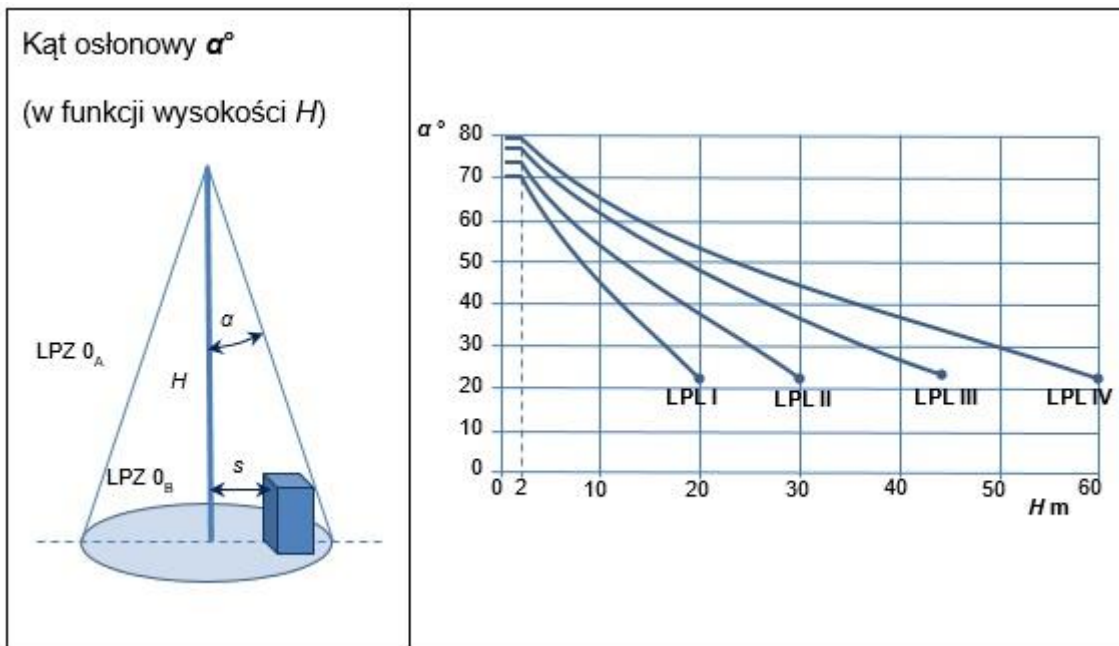 Kąt osłonowy α°
(w funkcji wysokości H)
α
LPZ 0A
H
LPZ 0B
s
α °
80
70
60
50
40
30
20
10
0
LPL I
LPL II
LPL III
LPL IV
0 2 10 20 30 40 50 60
H m